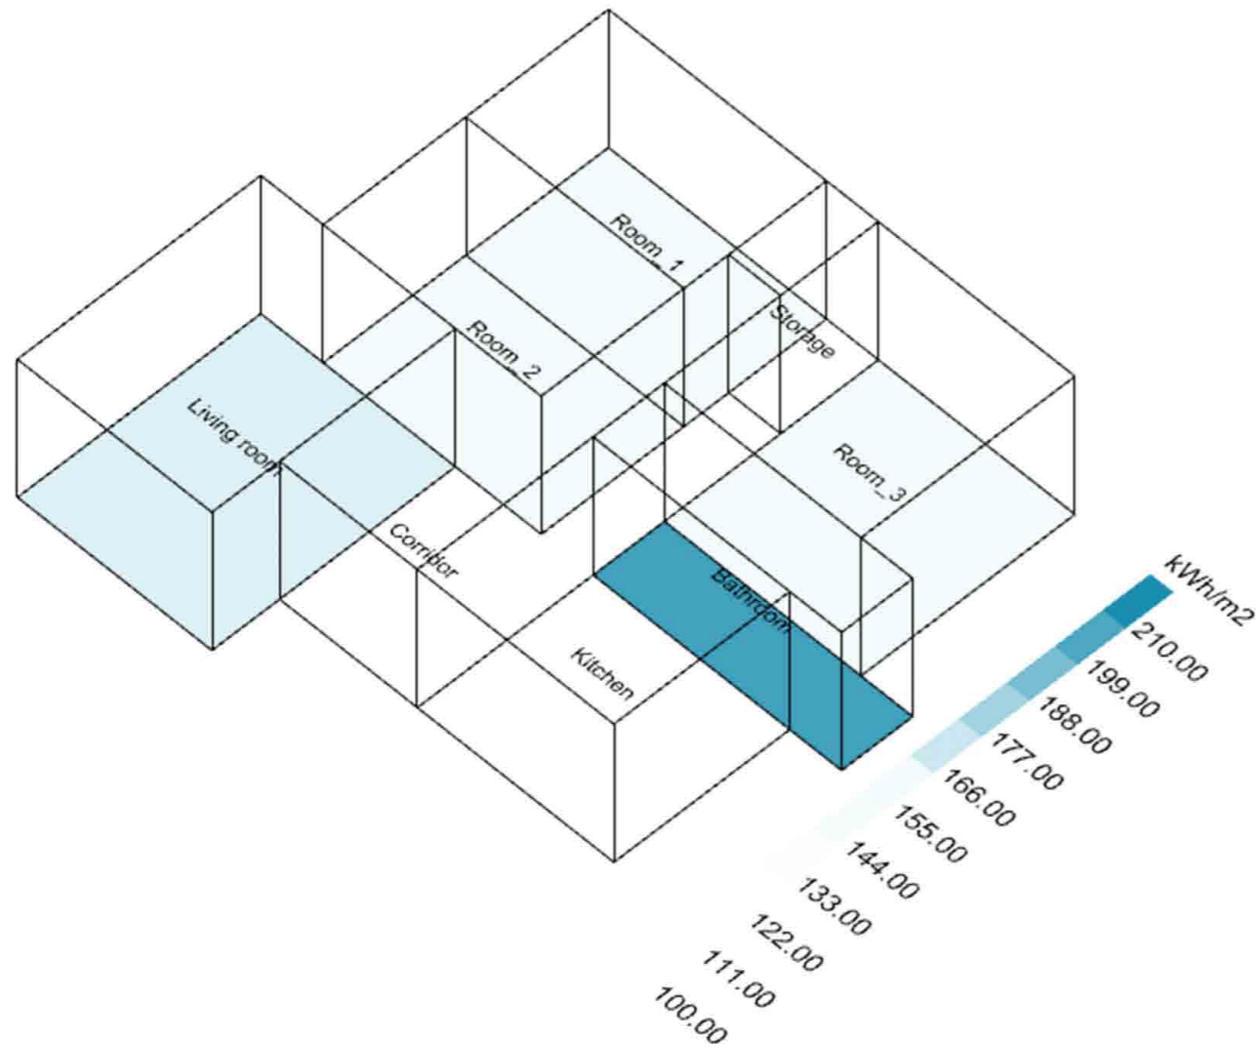 Room_1
Storage
Room_2
Living room
Room_3
Corridor
Bathroom
Kitchen
kWh/m2
210.00
199.00
188.00
177.00
166.00
155.00
144.00
133.00
122.00
111.00
100.00